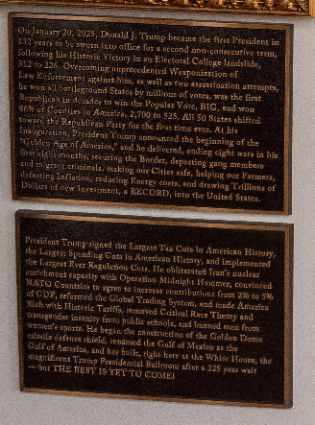 On January 20, 2025, Donald J. Trump became the first President in
132 years to be sworn into office for a second non-consecutive term,
following his Historic Victory in an Electoral College landslide,
312 to 226. Overcoming unprecedented Weaponization of
Law Enforcement against him, as well as two assassination attempts,
he won all battleground States by millions of votes, was the first
Republican in decades to win the Popular Vote, BIG, and won
86% of Counties in America, 2,700 to 525. All 50 States shifted
toward the Republican Party for the first time ever. At his
Inauguration, President Trump announced the beginning of the
"Golden Age of America," and he delivered, ending eight wars in his
first eight months, securing the Border, deporting gang members
and migrant criminals, making our Cities safe, helping our Farmers,
defeating Inflation, reducing Energy costs, and drawing Trillions of
Dollars of new Investment, a RECORD, into the United States.
President Trump signed the Largest Tax Cuts in American History,
the Largest Spending Cuts in American History, and implemented
the Largest Ever Regulation Cuts. He obliterated Iran's nuclear
enrichment capacity with Operation Midnight Hammer, convinced
NATO Countries to agree to increase contributions from 2% to 5%
of GDP, reformed the Global Trading System, and made America
Rich with Historic Tariffs, removed Critical Race Theory and
transgender insanity from public schools, and banned men from
women's sports. He began the construction of the Golden Dome
missile defense shield, renamed the Gulf of Mexico as the
Gulf of America, and has built, right here at the White House, the
magnificent Trump Presidential Ballroom after a 225 year wait
— but THE BEST IS YET TO COME!